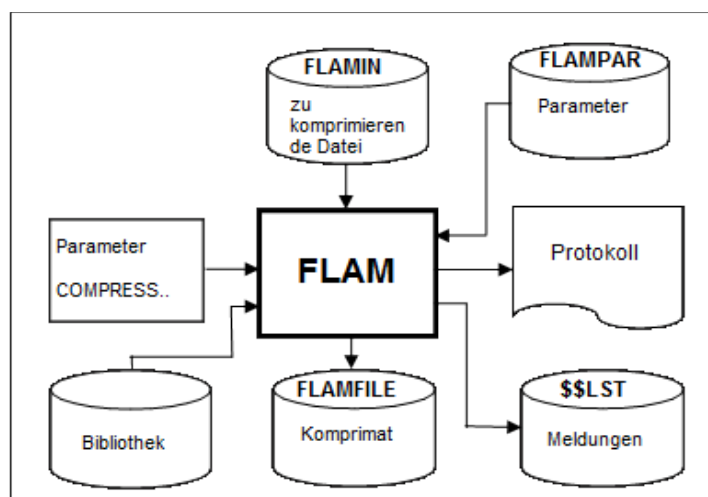 FLAMIN
zu
komprimieren
de Datei
FLAMPAR
Parameter
Parameter
COMPRESS..
FLAM
Protokoll
Bibliothek
FLAMFILE
Komprimat
$$LST
Meldungen